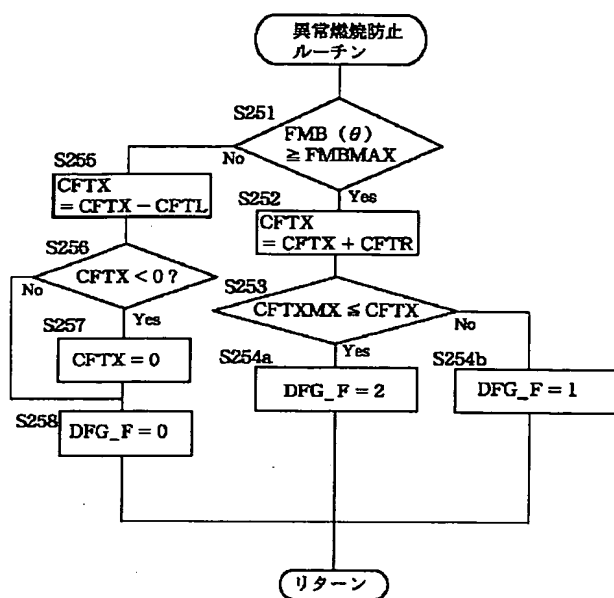 異常燃焼防止
ルーチン
S251
FMB (θ)
≧ FMBMAX
No
Yes
S255
CFTX
= CFTX − CFTL
S252
CFTX
= CFTX + CFTR
S256
CFTX < 0 ?
No
Yes
S253
CFTXMX ≦ CFTX
No
Yes
S257
CFTX = 0
S254a
DFG_F = 2
S254b
DFG_F = 1
S258
DFG_F = 0
リターン